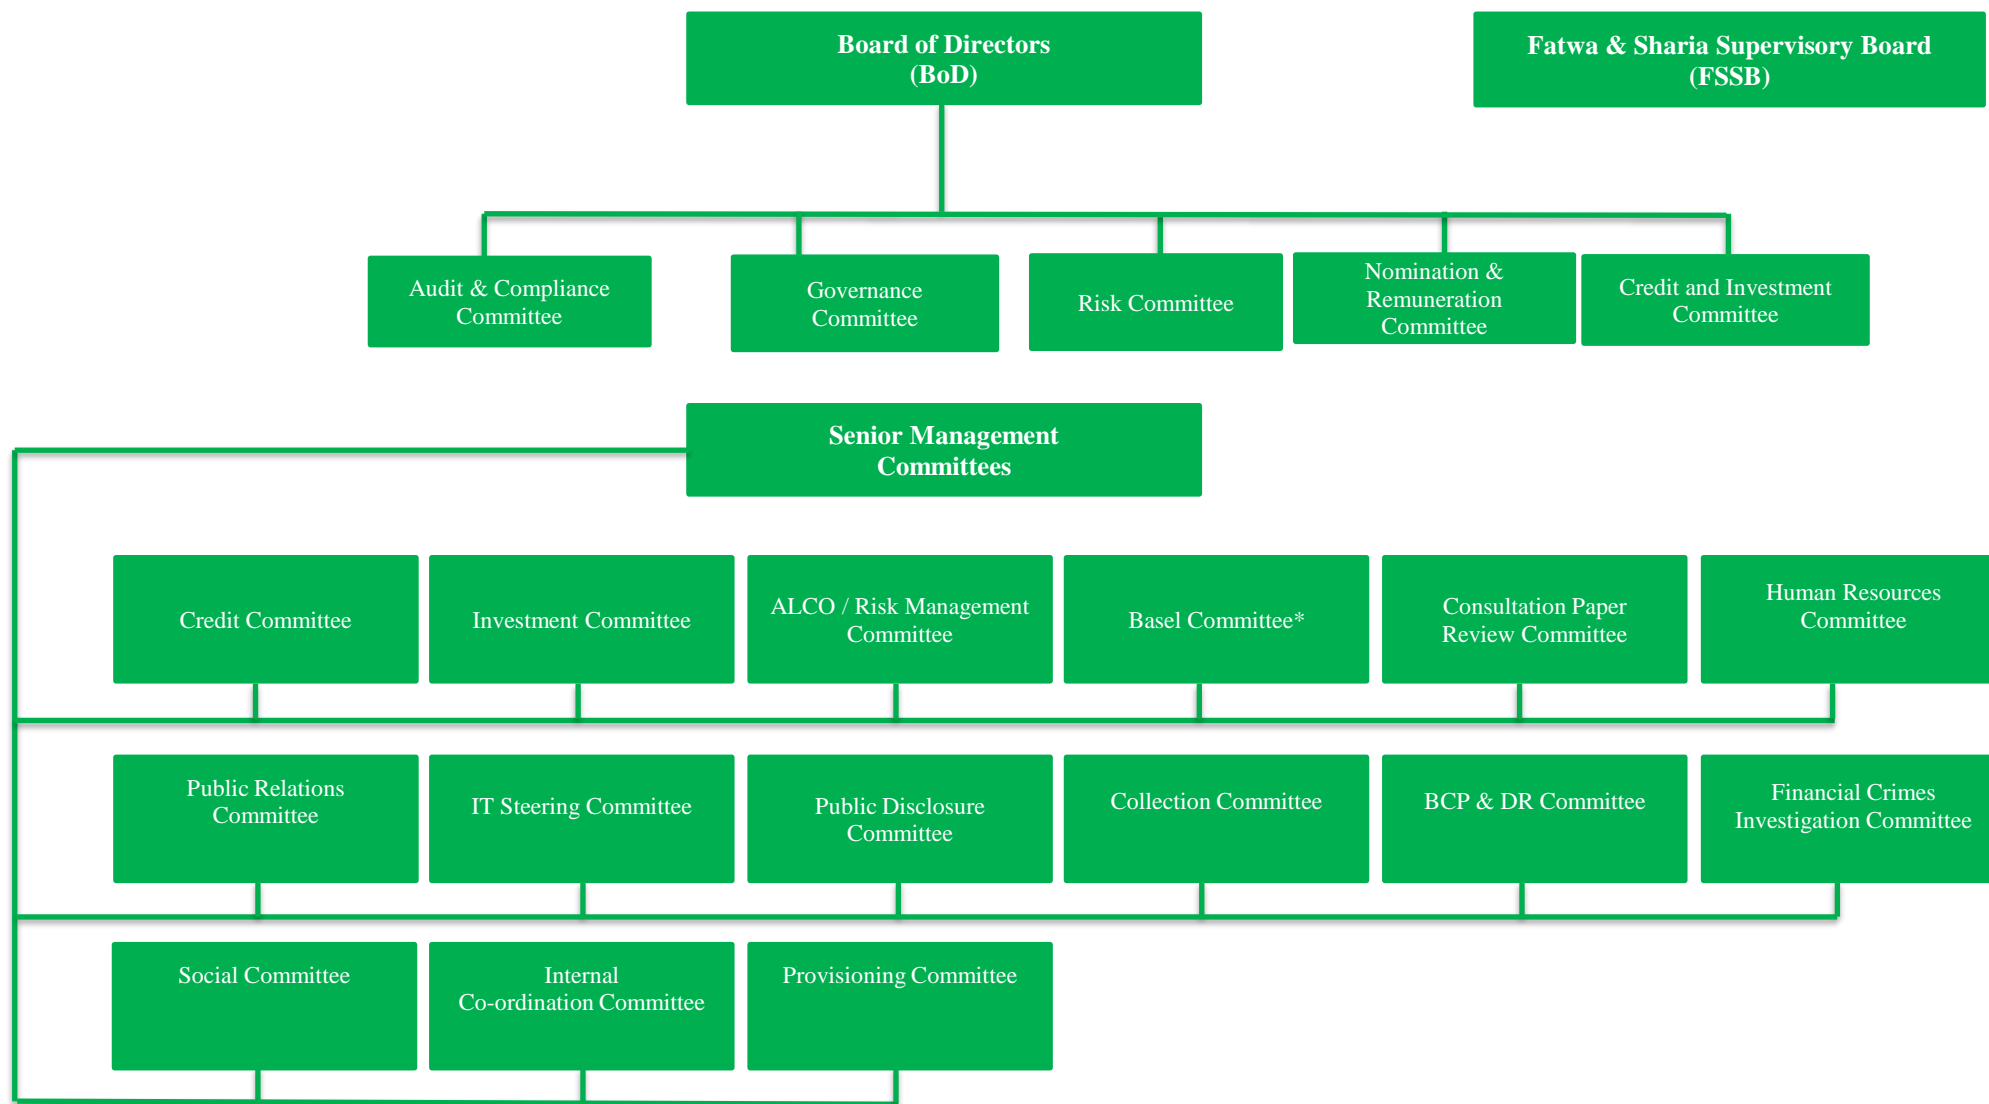 Board of Directors
(BoD)
Fatwa & Sharia Supervisory Board
(FSSB)
Audit & Compliance
Committee
Governance
Committee
Risk Committee
Nomination &
Remuneration
Committee
Credit and Investment
Committee
Senior Management
Committees
Credit Committee
Investment Committee
ALCO / Risk Management
Committee
Basel Committee*
Consultation Paper
Review Committee
Human Resources
Committee
Public Relations
Committee
IT Steering Committee
Public Disclosure
Committee
Collection Committee
BCP & DR Committee
Financial Crimes
Investigation Committee
Social Committee
Internal
Co-ordination Committee
Provisioning Committee